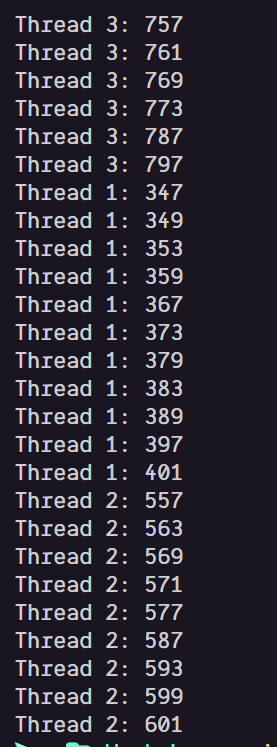 Thread 3: 757
Thread 3: 761
Thread 3: 769
Thread 3: 773
Thread 3: 787
Thread 3: 797
Thread 1: 347
Thread 1: 349
Thread 1: 353
Thread 1: 359
Thread 1: 367
Thread 1: 373
Thread 1: 379
Thread 1: 383
Thread 1: 389
Thread 1: 397
Thread 1: 401
Thread 2: 557
Thread 2: 563
Thread 2: 569
Thread 2: 571
Thread 2: 577
Thread 2: 587
Thread 2: 593
Thread 2: 599
Thread 2: 601